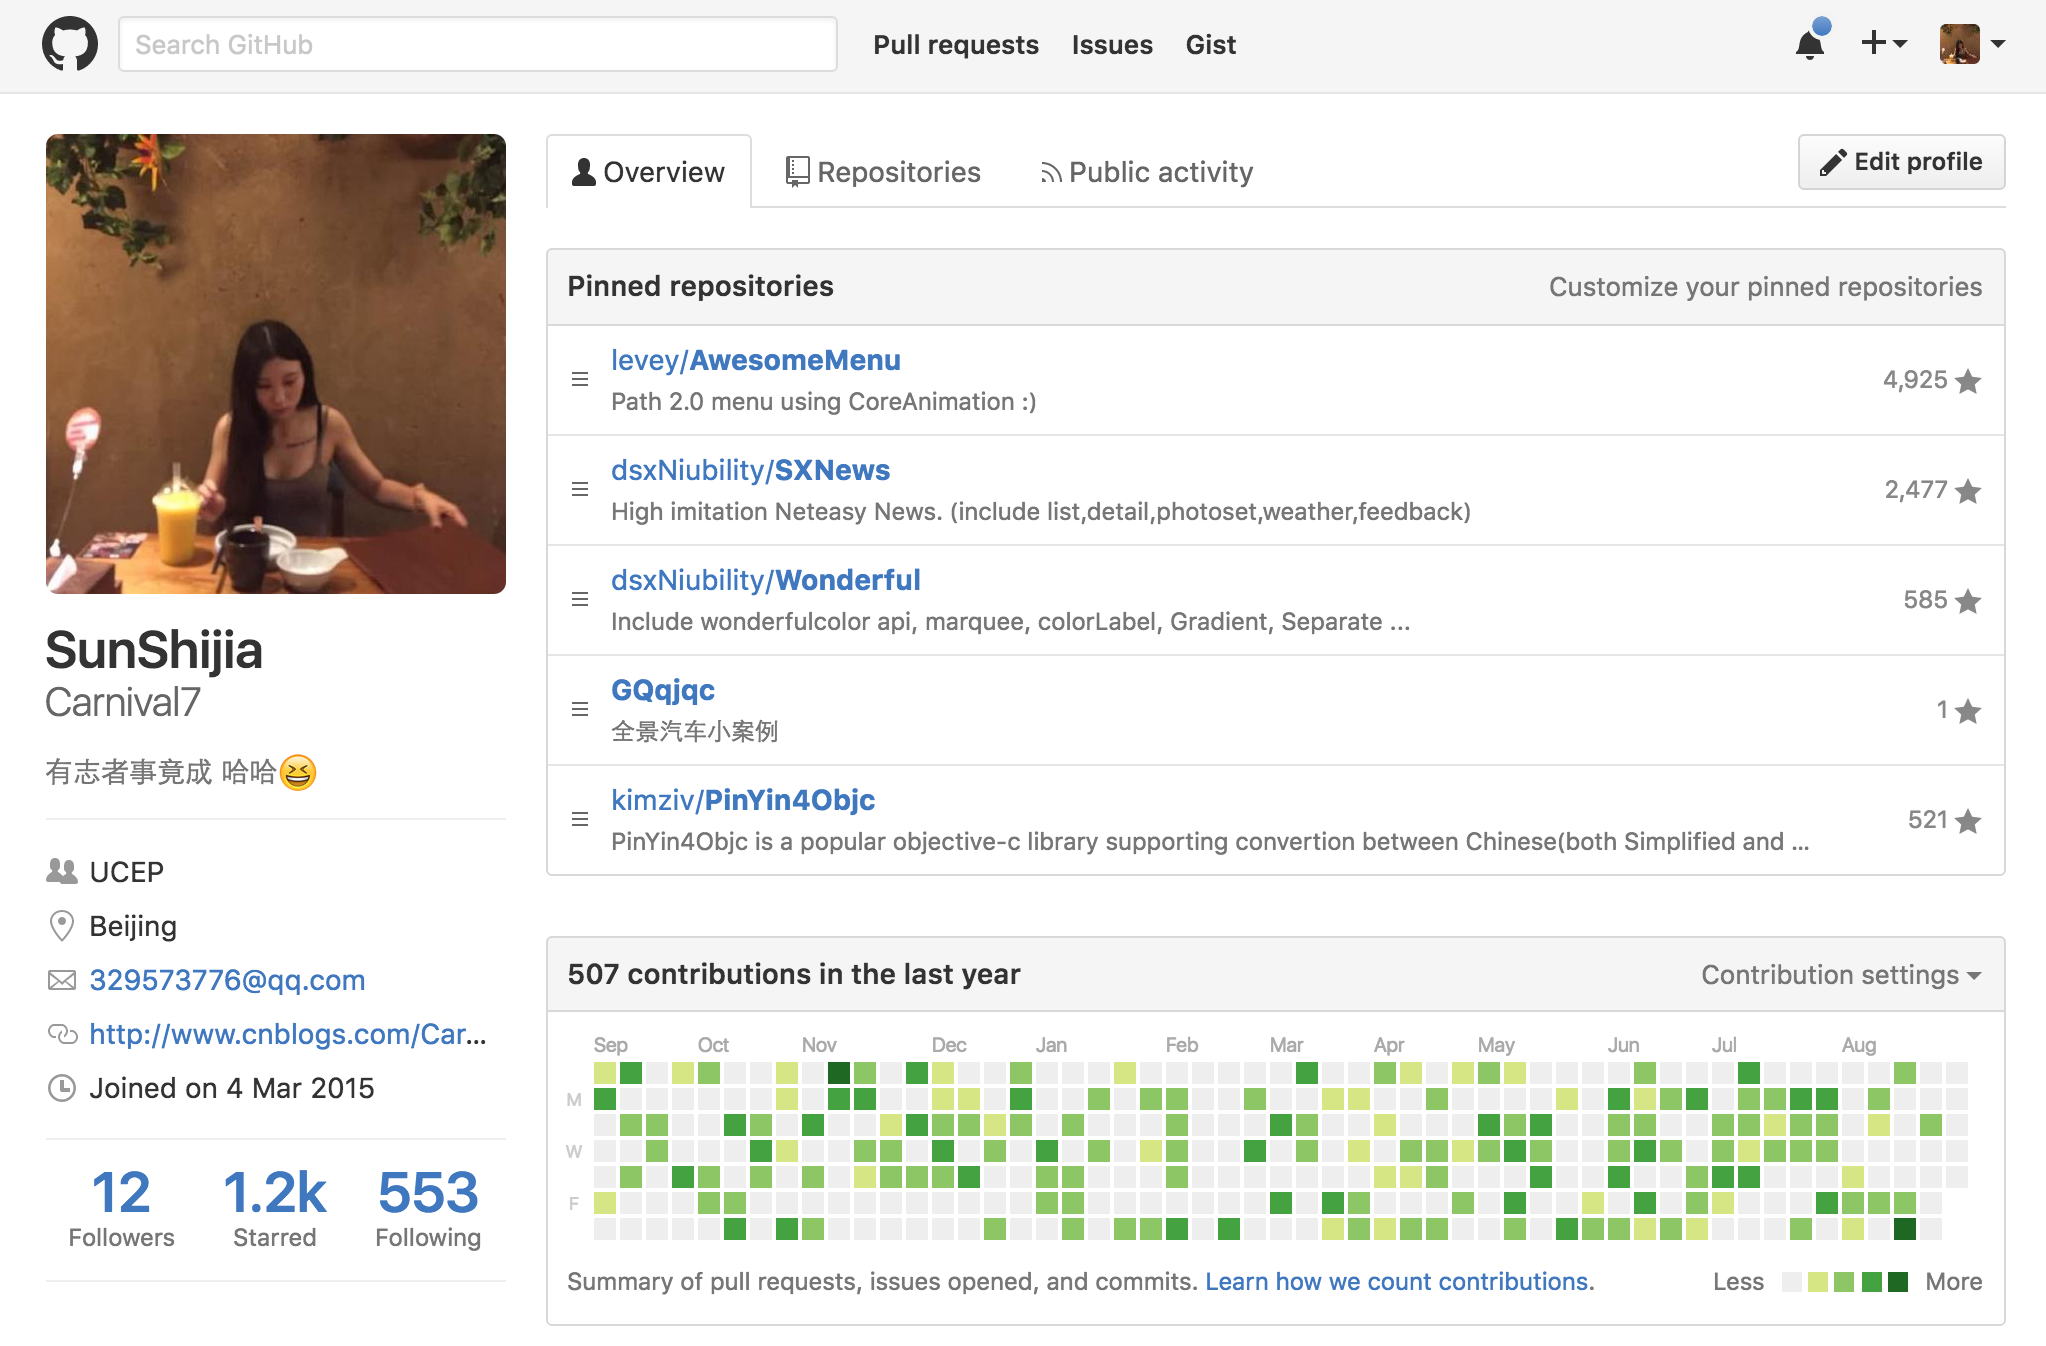 Search GitHub
Pull requests Issues Gist
Overview Repositories Public activity
Edit profile
SunShijia
Carnival7
有志者事竟成 哈哈😆
UCEP
Beijing
329573776@qq.com
http://www.cnblogs.com/Car...
Joined on 4 Mar 2015
12 1.2k 553
Followers Starred Following
Pinned repositories Customize your pinned repositories
levey/AwesomeMenu
Path 2.0 menu using CoreAnimation :)
4,925
dsxNiubility/SXNews
High imitation Neteasy News. (include list,detail,photoset,weather,feedback)
2,477
dsxNiubility/Wonderful
Include wonderfulcolor api, marquee, colorLabel, Gradient, Separate ...
585
GQqjqc
全景汽车小案例
1
kimziv/PinYin4Objc
PinYin4Objc is a popular objective-c library supporting convertion between Chinese(both Simplified and ...
521
507 contributions in the last year Contribution settings
Sep Oct Nov Dec Jan Feb Mar Apr May Jun Jul Aug
M
W
F
Summary of pull requests, issues opened, and commits. Learn how we count contributions.
Less More